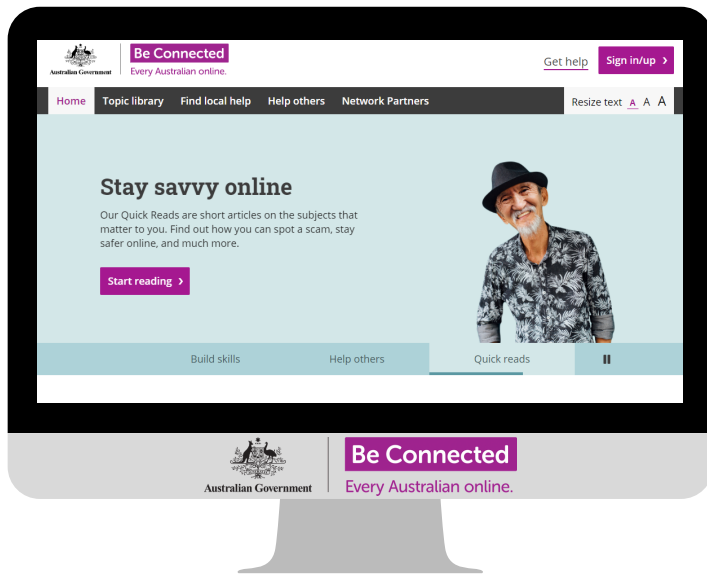 Australian Government
Be Connected
Every Australian online.
Get help
Sign in/up
Home Topic library Find local help Help others Network Partners
Resize text A A A
Stay savvy online
Our Quick Reads are short articles on the subjects that
matter to you. Find out how you can spot a scam, stay
safer online, and much more.
Start reading
Build skills Help others Quick reads
Australian Government
Be Connected
Every Australian online.